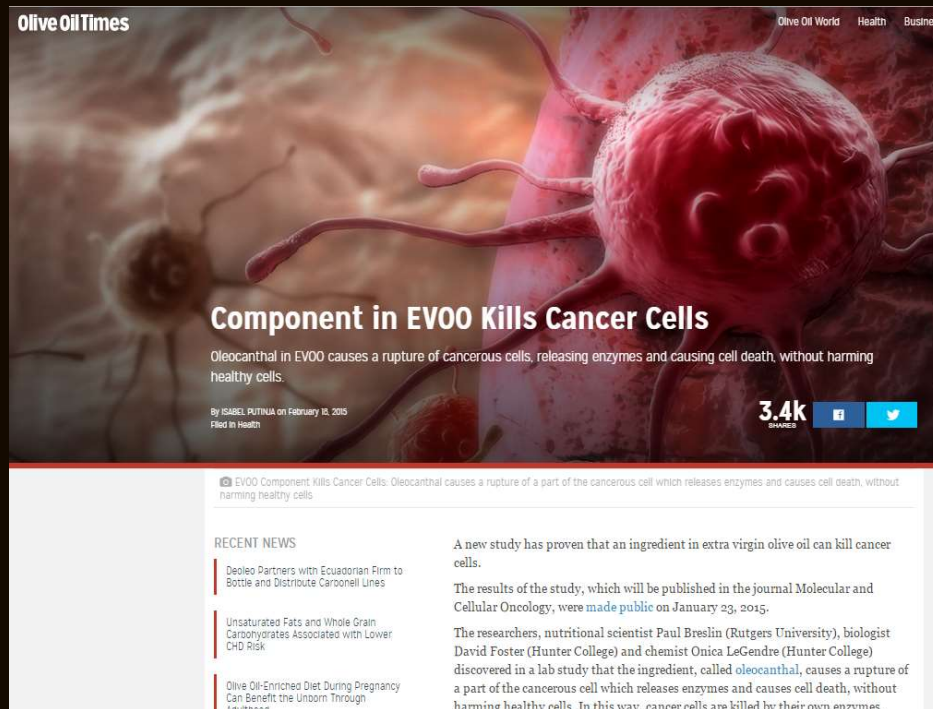 Olive Oil Times
Olive Oil World Health Busine
Component in EVOO Kills Cancer Cells
Oleocanthal in EVOO causes a rupture of cancerous cells, releasing enzymes and causing cell death, without harming
healthy cells.
By ISABEL PUTINJA on February 18, 2015
Filed in Health
3.4k
SHARES
EVOO Component Kills Cancer Cells: Oleocanthal causes a rupture of a part of the cancerous cell which releases enzymes and causes cell death, without
harming healthy cells
RECENT NEWS
Deoleo Partners with Ecuadorian Firm to
Bottle and Distribute Carbonell Lines
Unsaturated Fats and Whole Grain
Carbohydrates Associated with Lower
CHD Risk
Olive Oil-Enriched Diet During Pregnancy
Can Benefit the Unborn Through
Adulthood
A new study has proven that an ingredient in extra virgin olive oil can kill cancer
cells.
The results of the study, which will be published in the journal Molecular and
Cellular Oncology, were made public on January 23, 2015.
The researchers, nutritional scientist Paul Breslin (Rutgers University), biologist
David Foster (Hunter College) and chemist Onica LeGendre (Hunter College)
discovered in a lab study that the ingredient, called oleocanthal, causes a rupture of
a part of the cancerous cell which releases enzymes and causes cell death, without
harming healthy cells. In this way, cancer cells are killed by their own enzymes.